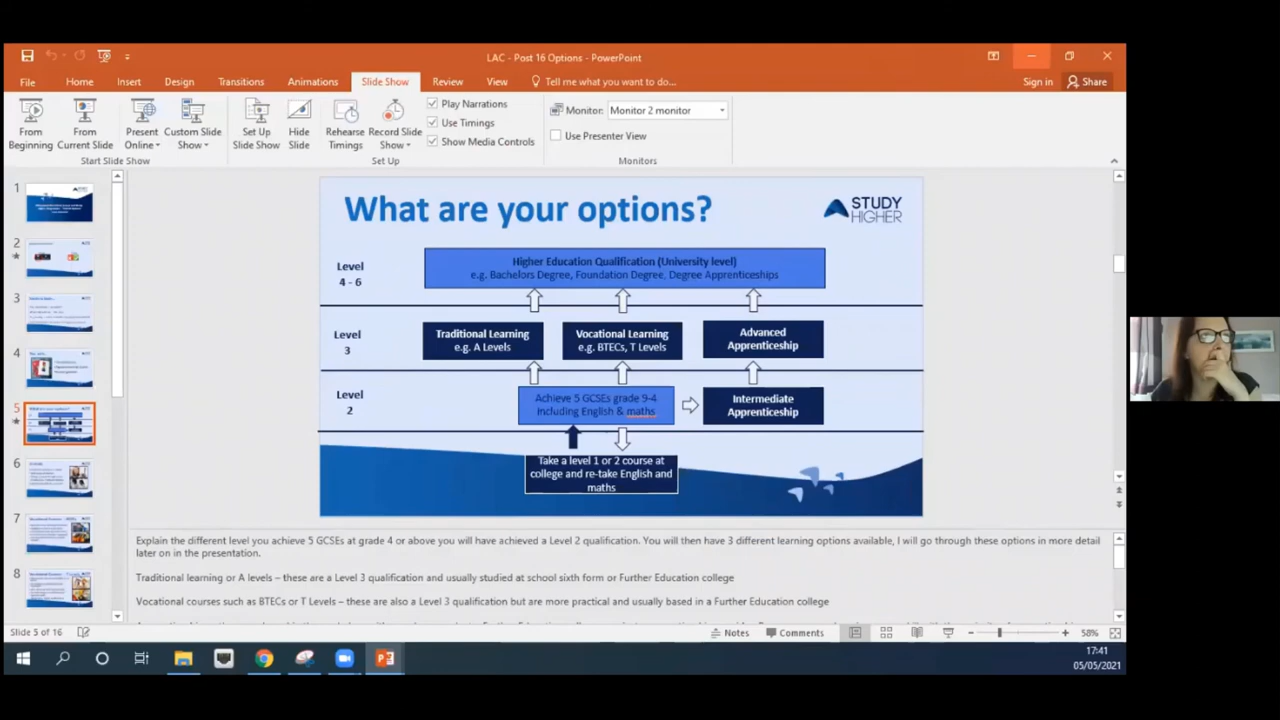 LAC - Post 16 Options - PowerPoint
File Home Insert Design Transitions Animations Slide Show Review View Tell me what you want to do... Sign in Share
From Beginning
From Current Slide
Present Online
Custom Slide Show
Start Slide Show
Set Up Slide Show
Hide Slide
Rehearse Timings
Record Slide Show
Play Narrations
Use Timings
Show Media Controls
Set Up
Monitor: Monitor 2 monitor
Use Presenter View
Monitors
1
2
3
4
5
6
7
8
What are your options?
STUDY
HIGHER
Level
4 - 6
Higher Education Qualification (University level)
e.g. Bachelors Degree, Foundation Degree, Degree Apprenticeships
Level
3
Traditional Learning
e.g. A Levels
Vocational Learning
e.g. BTECs, T Levels
Advanced
Apprenticeship
Level
2
Achieve 5 GCSEs grade 9-4
including English & maths
Intermediate
Apprenticeship
Take a level 1 or 2 course at
college and re-take English and
maths
Explain the different level you achieve 5 GCSEs at grade 4 or above you will have achieved a Level 2 qualification. You will then have 3 different learning options available, I will go through these options in more detail
later on in the presentation.
Traditional learning or A levels – these are a Level 3 qualification and usually studied at school sixth form or Further Education college
Vocational courses such as BTECs or T Levels – these are also a Level 3 qualification but are more practical and usually based in a Further Education college
Slide 5 of 16 Notes Comments 58%
17:41
05/05/2021